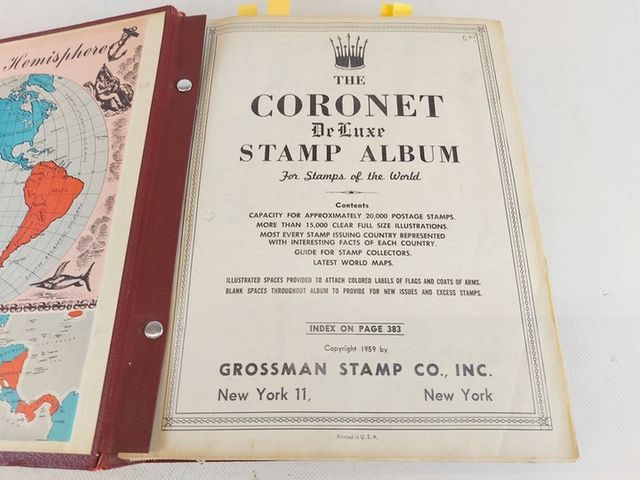 Hemisphere
THE
CORONET
DeLuxe
STAMP ALBUM
For Stamps of the World
Contents
CAPACITY FOR APPROXIMATELY 20,000 POSTAGE STAMPS.
MORE THAN 15,000 CLEAR FULL SIZE ILLUSTRATIONS.
MOST EVERY STAMP ISSUING COUNTRY REPRESENTED
WITH INTERESTING FACTS OF EACH COUNTRY.
GUIDE FOR STAMP COLLECTORS.
LATEST WORLD MAPS.
ILLUSTRATED SPACES PROVIDED TO ATTACH COLORED LABELS OF FLAGS AND COATS OF ARMS.
BLANK SPACES THROUGHOUT ALBUM TO PROVIDE FOR NEW ISSUES AND EXCESS STAMPS.
INDEX ON PAGE 383
Copyright 1959 by
GROSSMAN STAMP CO., INC.
New York 11, New York
Printed in U. S. A.